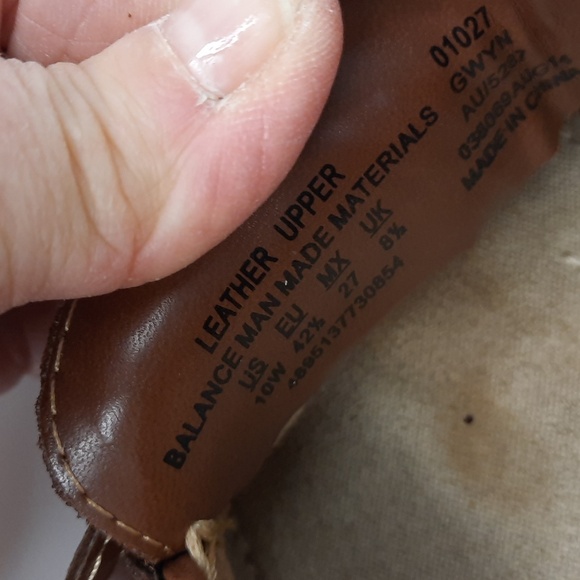 LEATHER UPPER
BALANCE MAN MADE MATERIALS
US EU MX UK
10W 42½ 27 8½
4895137730854
01027
GWYN
MADE IN CHINA